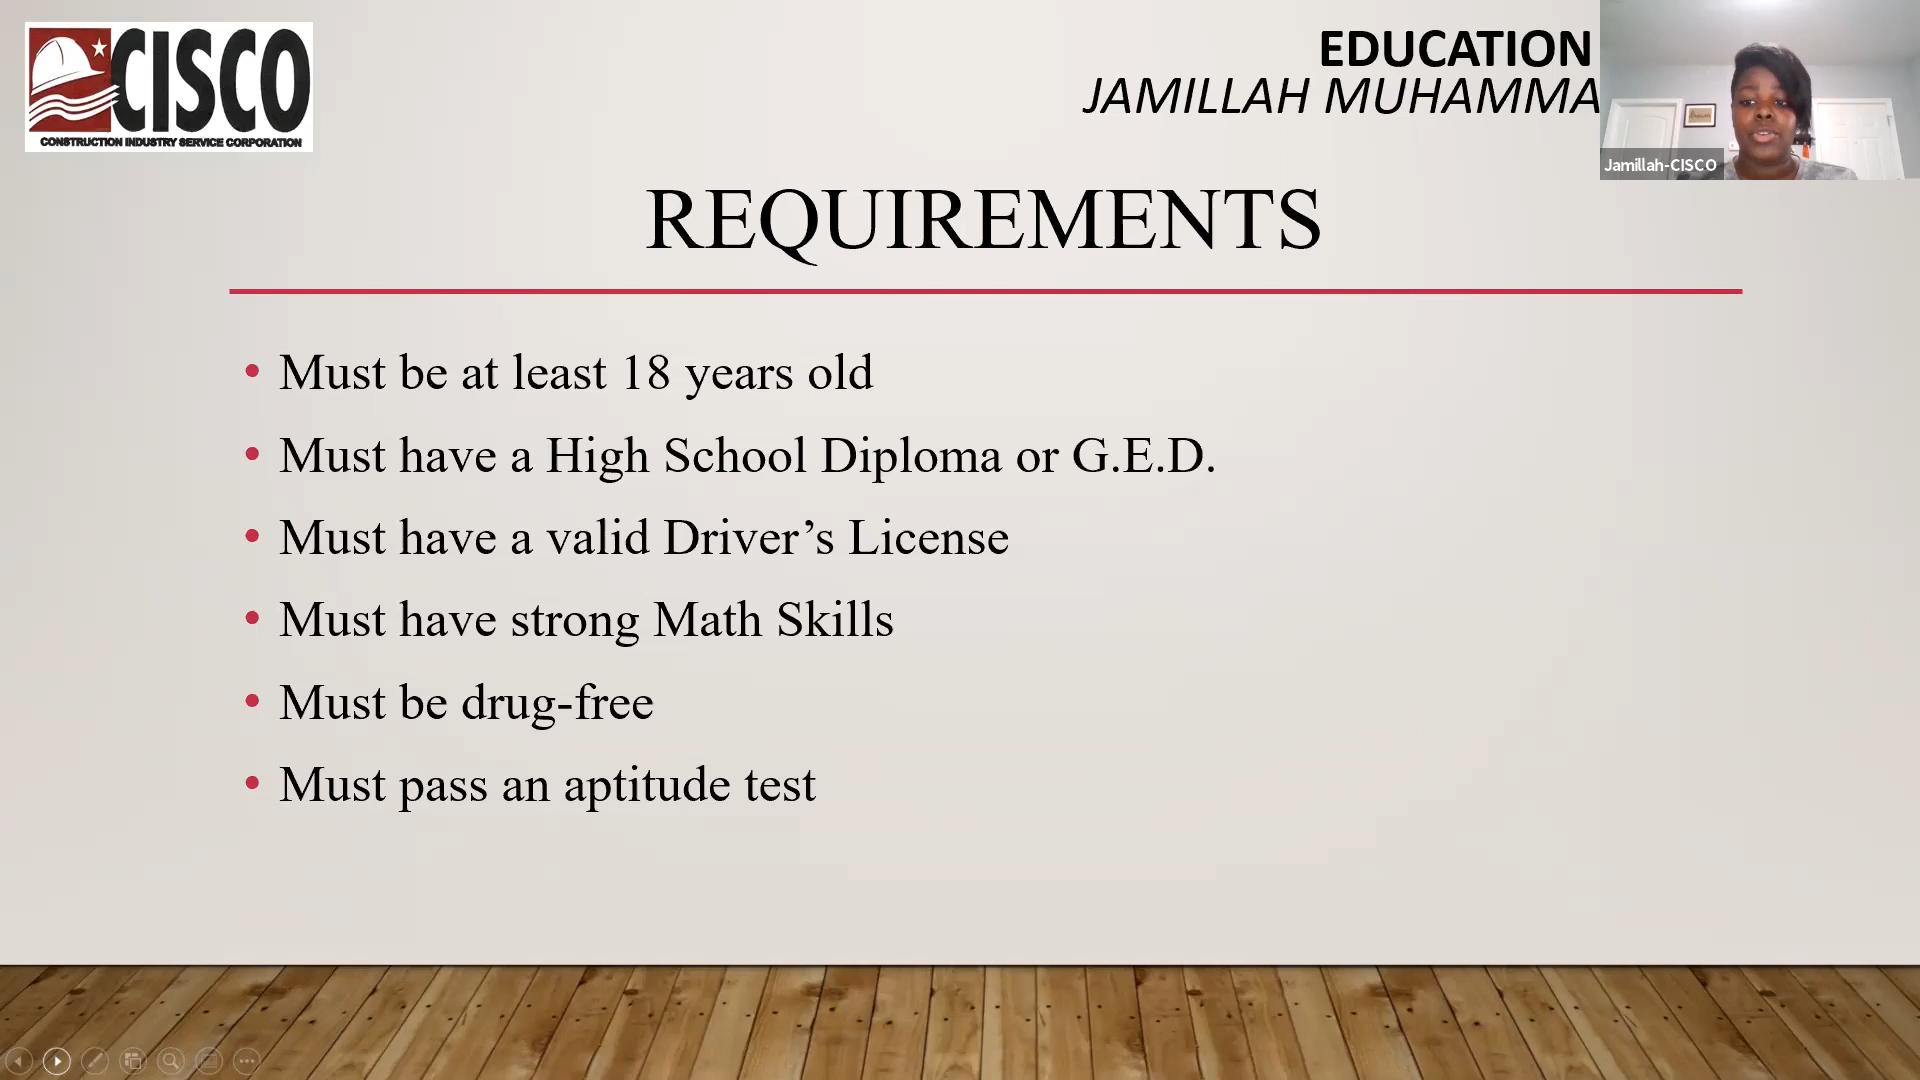 CISCO
CONSTRUCTION INDUSTRY SERVICE CORPORATION
EDUCATION
JAMILLAH MUHAMMA
Jamillah-CISCO
REQUIREMENTS
• Must be at least 18 years old
• Must have a High School Diploma or G.E.D.
• Must have a valid Driver’s License
• Must have strong Math Skills
• Must be drug-free
• Must pass an aptitude test